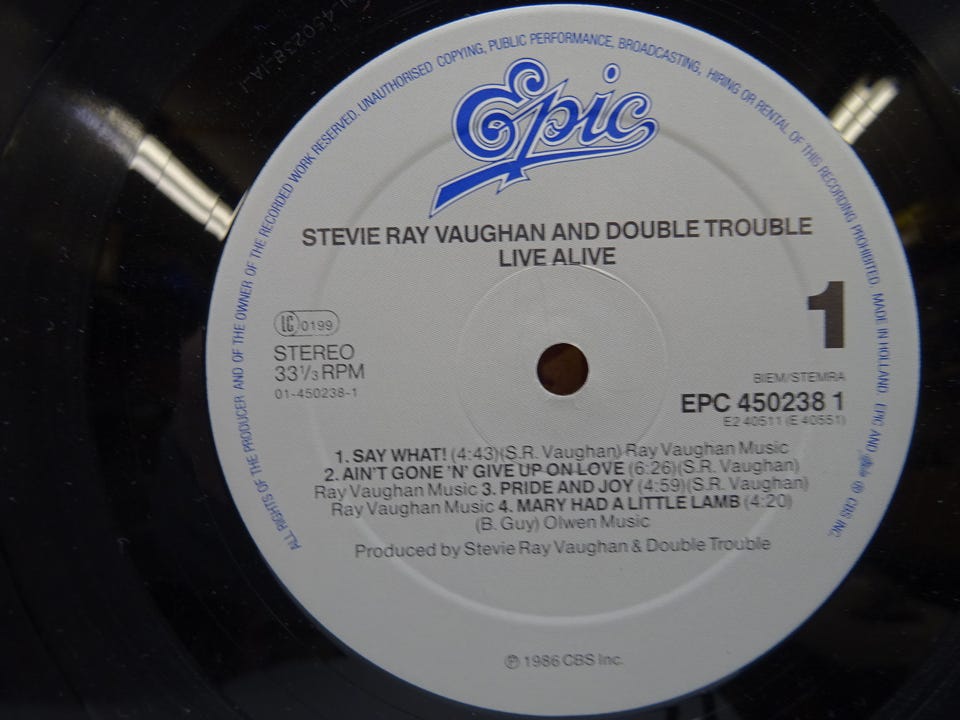 ALL RIGHTS OF THE PRODUCER AND OF THE OWNER OF THE RECORDED WORK RESERVED. UNAUTHORISED COPYING, PUBLIC PERFORMANCE, BROADCASTING, HIRING OR RENTAL OF THIS RECORDING PROHIBITED. MADE IN HOLLAND. EPIC AND Epic ® CBS INC.
Epic
STEVIE RAY VAUGHAN AND DOUBLE TROUBLE
LIVE ALIVE
1
LC 0199
STEREO
33 1/3 RPM
01-450238-1
BIEM/STEMRA
EPC 450238 1
E2 40511 (E 40551)
1. SAY WHAT! (4:43)(S.R. Vaughan) Ray Vaughan Music
2. AIN'T GONE 'N' GIVE UP ON LOVE (6:26)(S.R. Vaughan)
Ray Vaughan Music 3. PRIDE AND JOY (4:59)(S.R. Vaughan)
Ray Vaughan Music 4. MARY HAD A LITTLE LAMB (4:20)
(B. Guy) Olwen Music
Produced by Stevie Ray Vaughan & Double Trouble
℗ 1986 CBS Inc.